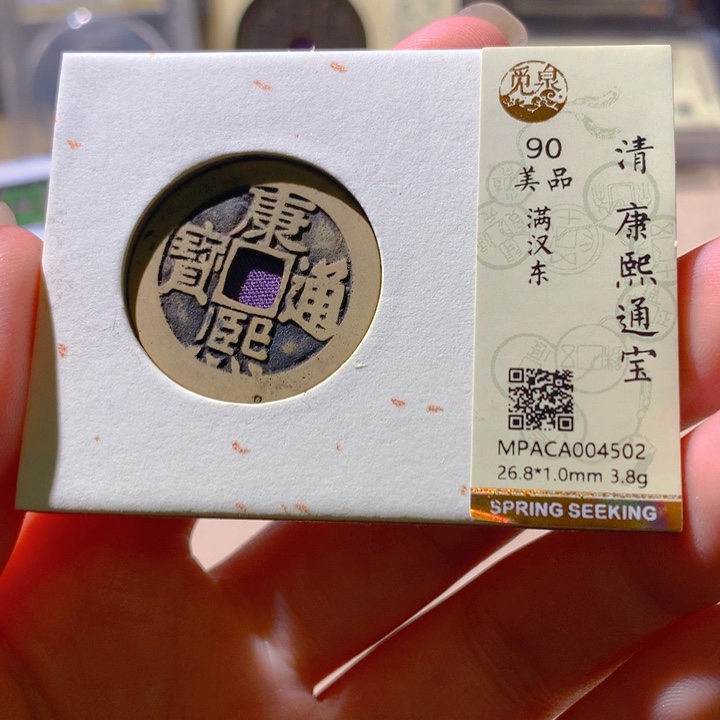 康
熙
通
寶
覓泉
90
美品
满汉东
清 康熙通宝
MPACA004502
26.8*1.0mm 3.8g
SPRING SEEKING